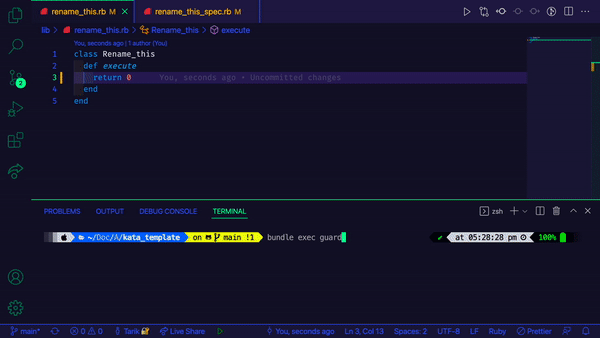 rename_this.rb M
rename_this_spec.rb M
lib > rename_this.rb > Rename_this > execute
You, seconds ago | 1 author (You)
1 class Rename_this
2 def execute
3 return 0 You, seconds ago • Uncommitted changes
4 end
5 end
2
PROBLEMS OUTPUT DEBUG CONSOLE TERMINAL
zsh
~/Doc/A/kata_template on main !1 bundle exec guard ✔ at 05:28:28 pm 100%
main* 0 0 Tarik Live Share You, seconds ago Ln 3, Col 13 Spaces: 2 UTF-8 LF Ruby Prettier